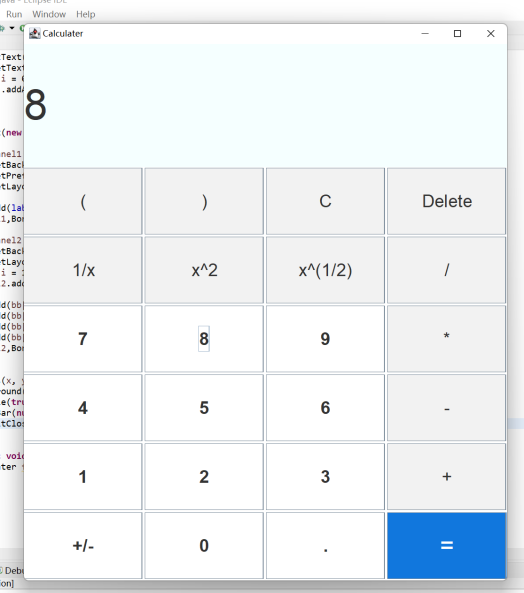 Run Window Help
Calculater
8
( ) C Delete
1/x x^2 x^(1/2) /
7 8 9 *
4 5 6 -
1 2 3 +
+/- 0 . =